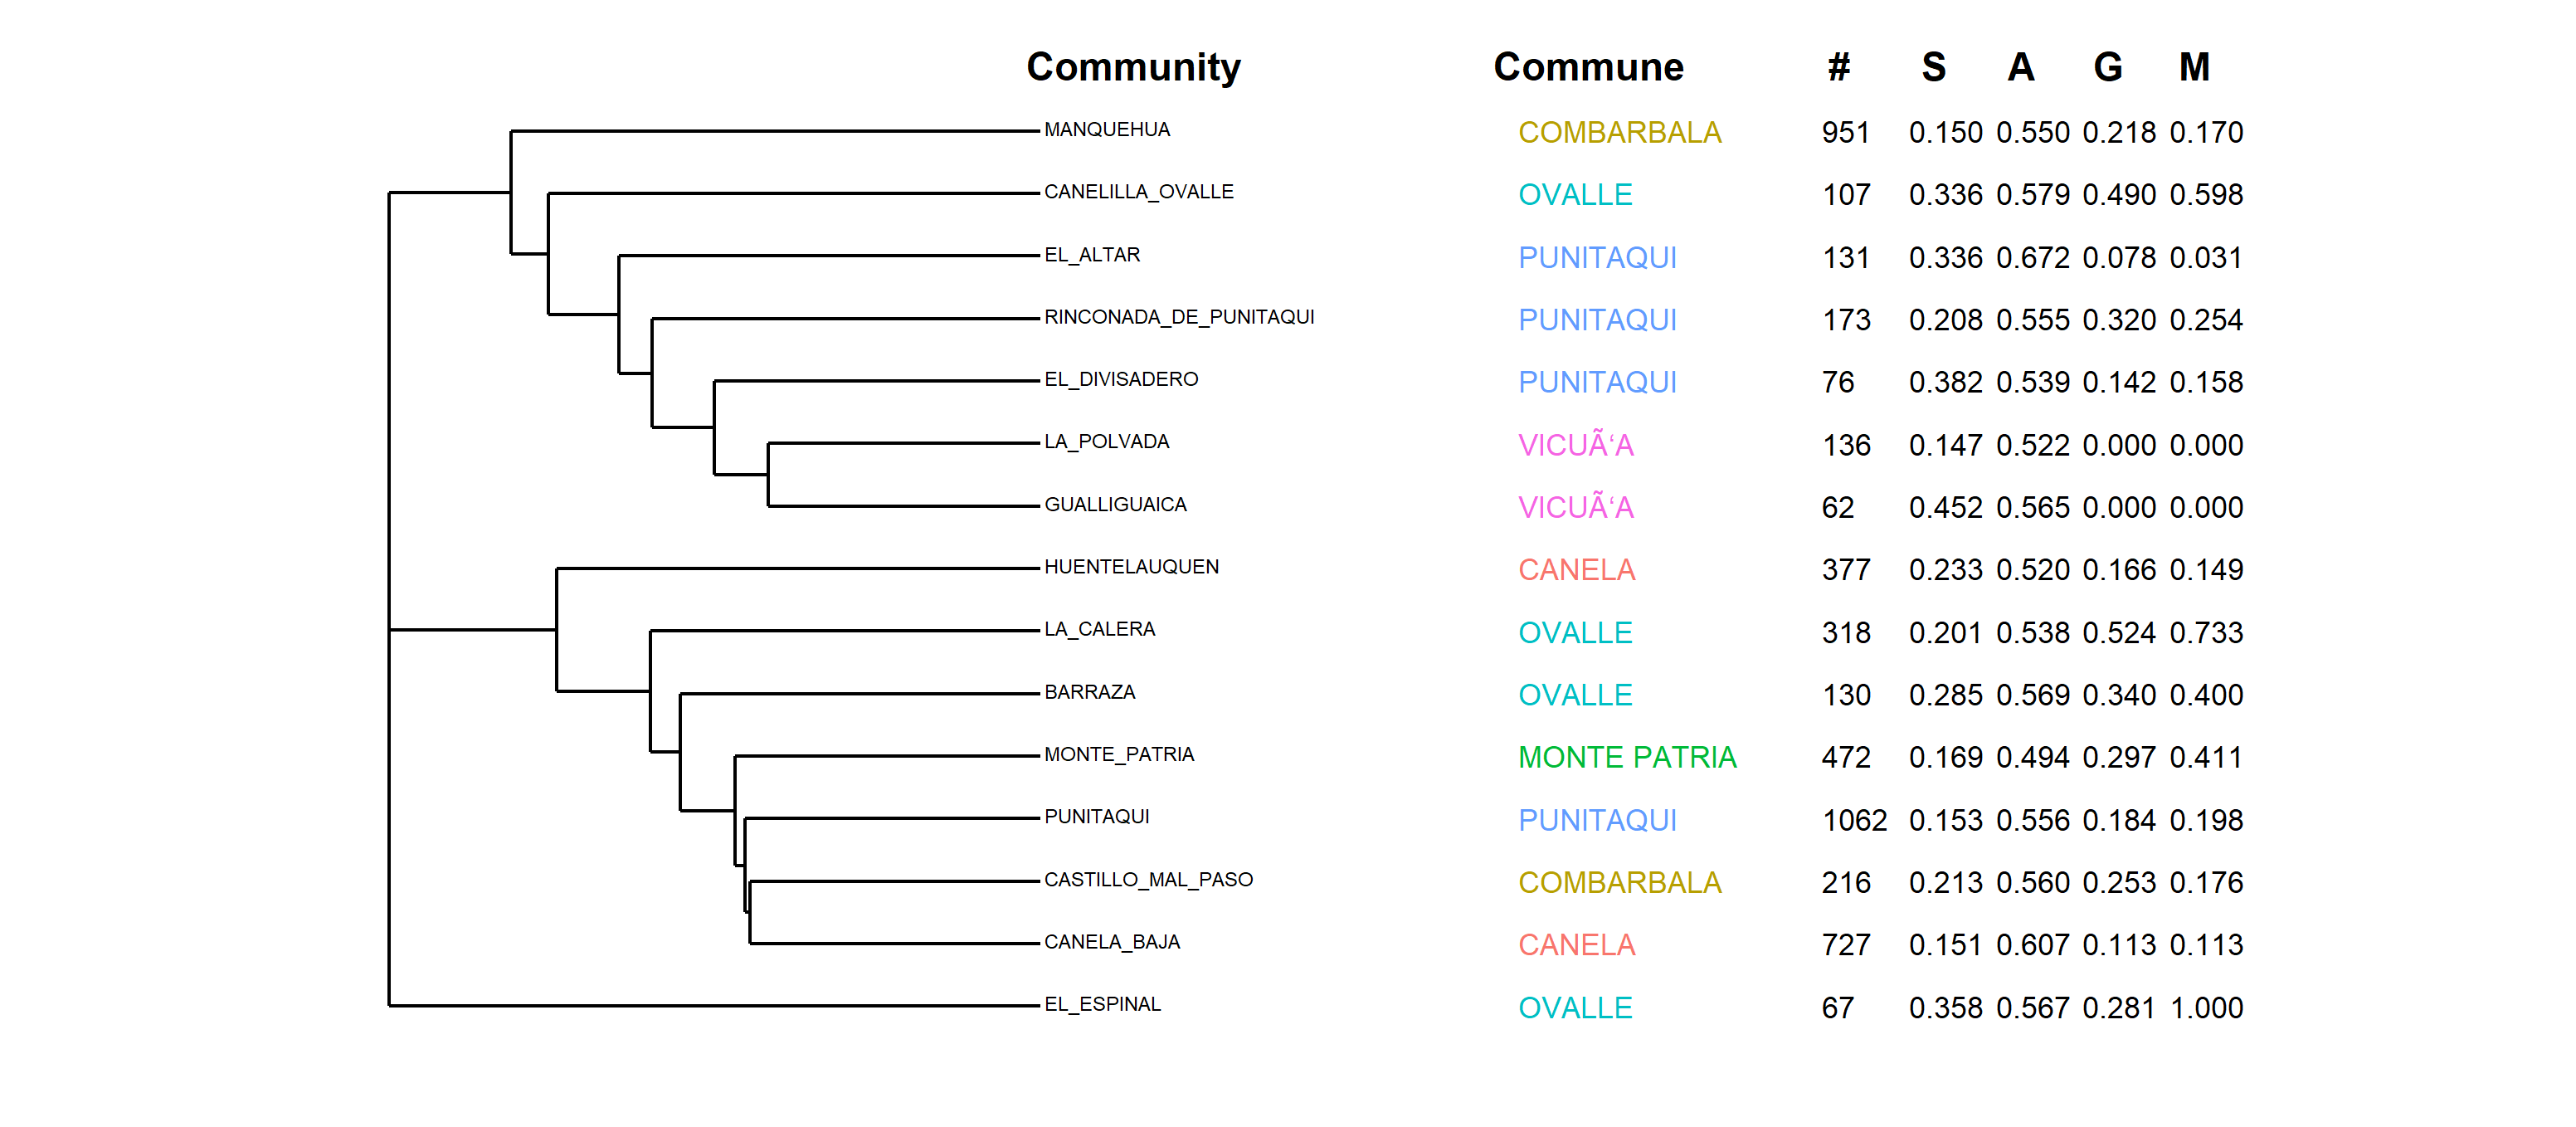 Community Commune # S A G M
MANQUEHUA COMBARBALA 951 0.150 0.550 0.218 0.170
CANELILLA_OVALLE OVALLE 107 0.336 0.579 0.490 0.598
EL_ALTAR PUNITAQUI 131 0.336 0.672 0.078 0.031
RINCONADA_DE_PUNITAQUI PUNITAQUI 173 0.208 0.555 0.320 0.254
EL_DIVISADERO PUNITAQUI 76 0.382 0.539 0.142 0.158
LA_POLVADA VICUÃ‘A 136 0.147 0.522 0.000 0.000
GUALLIGUAICA VICUÃ‘A 62 0.452 0.565 0.000 0.000
HUENTELAUQUEN CANELA 377 0.233 0.520 0.166 0.149
LA_CALERA OVALLE 318 0.201 0.538 0.524 0.733
BARRAZA OVALLE 130 0.285 0.569 0.340 0.400
MONTE_PATRIA MONTE PATRIA 472 0.169 0.494 0.297 0.411
PUNITAQUI PUNITAQUI 1062 0.153 0.556 0.184 0.198
CASTILLO_MAL_PASO COMBARBALA 216 0.213 0.560 0.253 0.176
CANELA_BAJA CANELA 727 0.151 0.607 0.113 0.113
EL_ESPINAL OVALLE 67 0.358 0.567 0.281 1.000